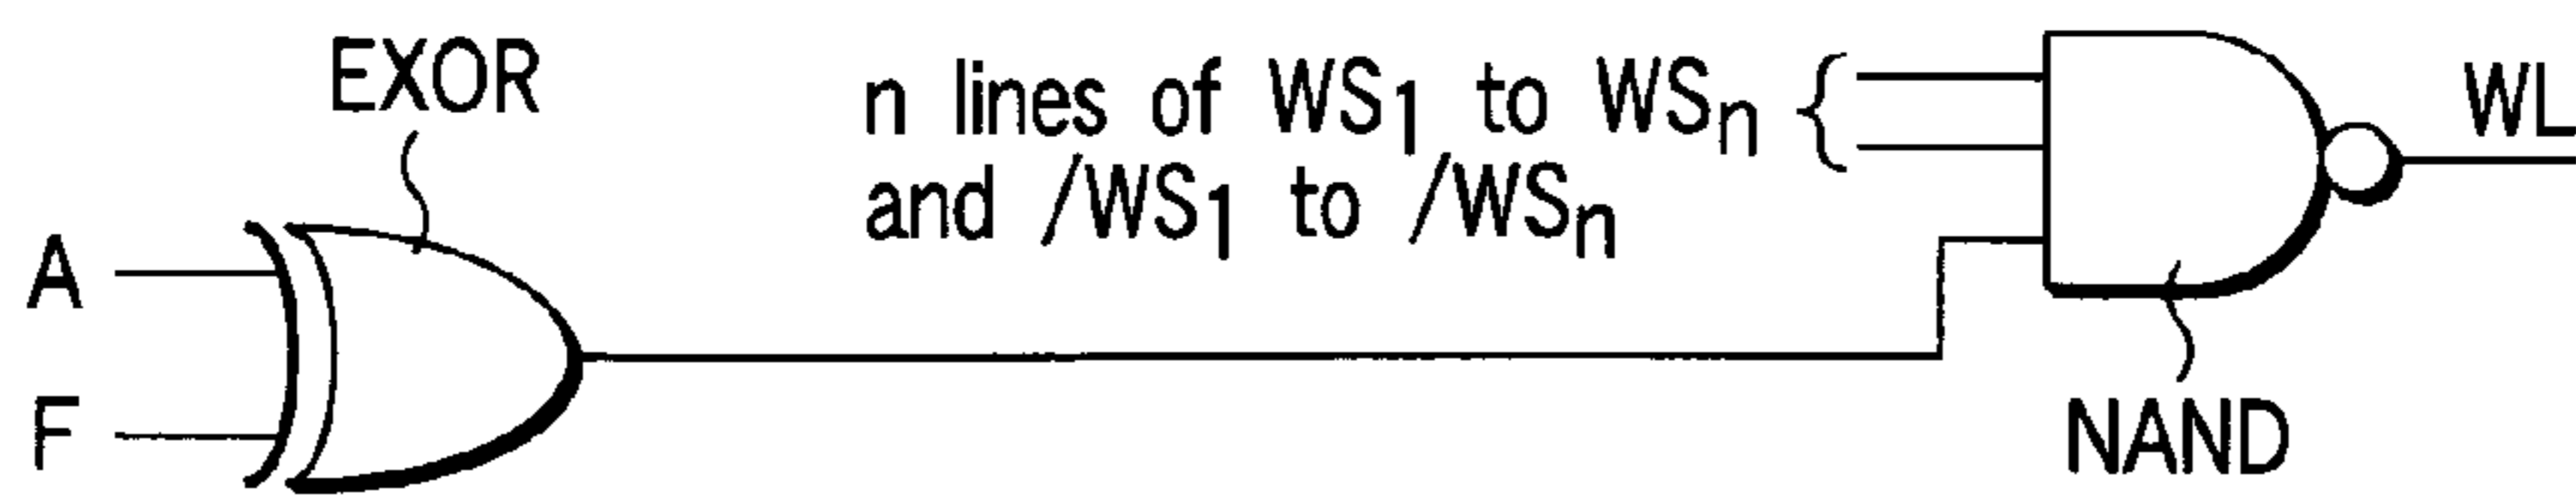 EXOR
A
F
n lines of WS1 to WSn
and /WS1 to /WSn
WL
NAND